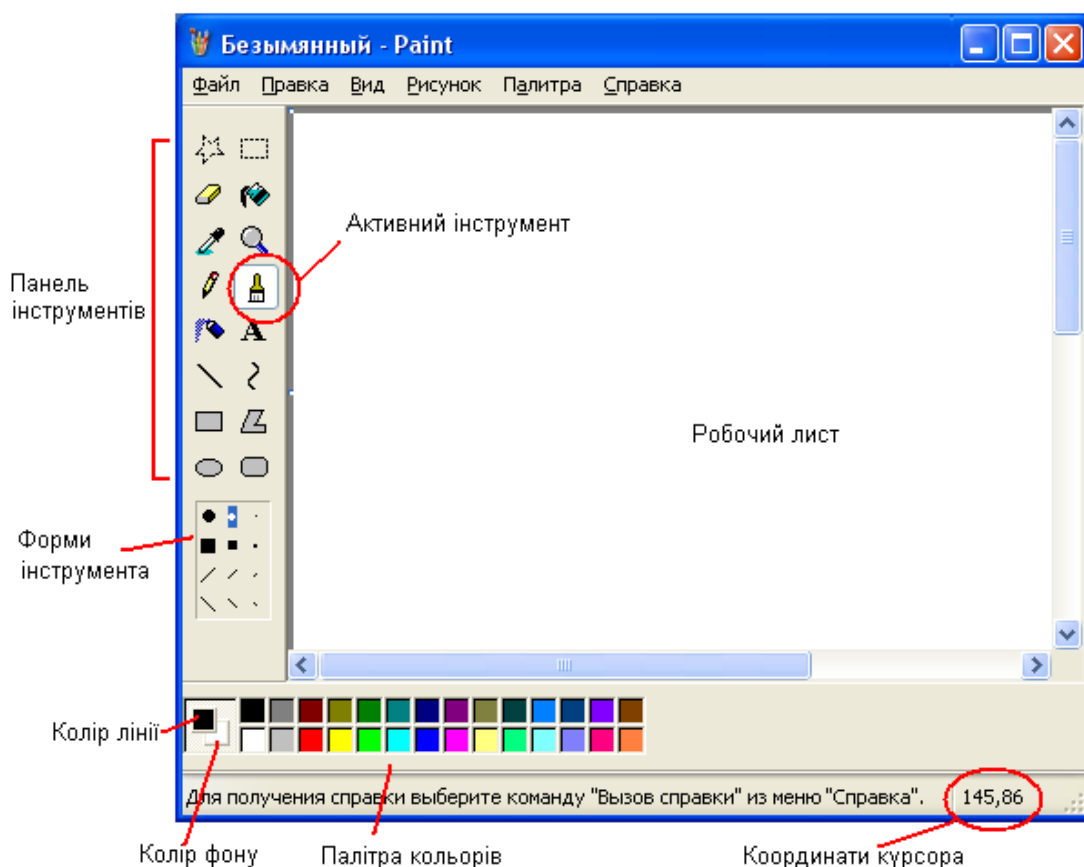 Безымянный - Paint
Файл Правка Вид Рисунок Палитра Справка
Активний інструмент
Панель
інструментів
A
Робочий лист
Форми
інструмента
Колір лінії
Для получения справки выберите команду "Вызов справки" из меню "Справка". 145,86
Колір фону Палітра кольорів Координати курсора